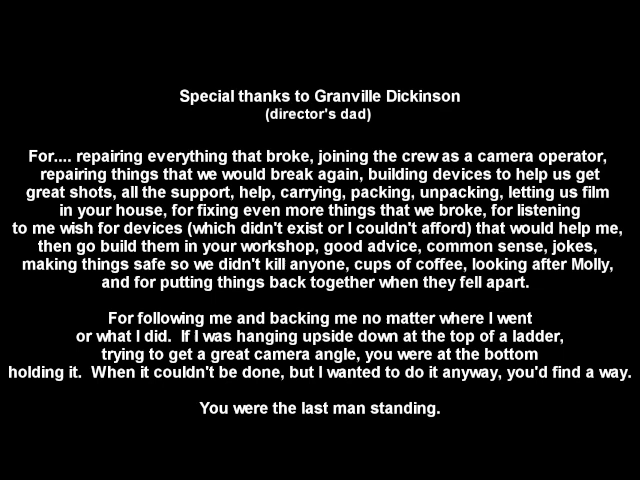 Special thanks to Granville Dickinson
(director's dad)
For.... repairing everything that broke, joining the crew as a camera operator,
repairing things that we would break again, building devices to help us get
great shots, all the support, help, carrying, packing, unpacking, letting us film
in your house, for fixing even more things that we broke, for listening
to me wish for devices (which didn't exist or I couldn't afford) that would help me,
then go build them in your workshop, good advice, common sense, jokes,
making things safe so we didn't kill anyone, cups of coffee, looking after Molly,
and for putting things back together when they fell apart.
For following me and backing me no matter where I went
or what I did.  If I was hanging upside down at the top of a ladder,
trying to get a great camera angle, you were at the bottom
holding it.  When it couldn't be done, but I wanted to do it anyway, you'd find a way.
You were the last man standing.